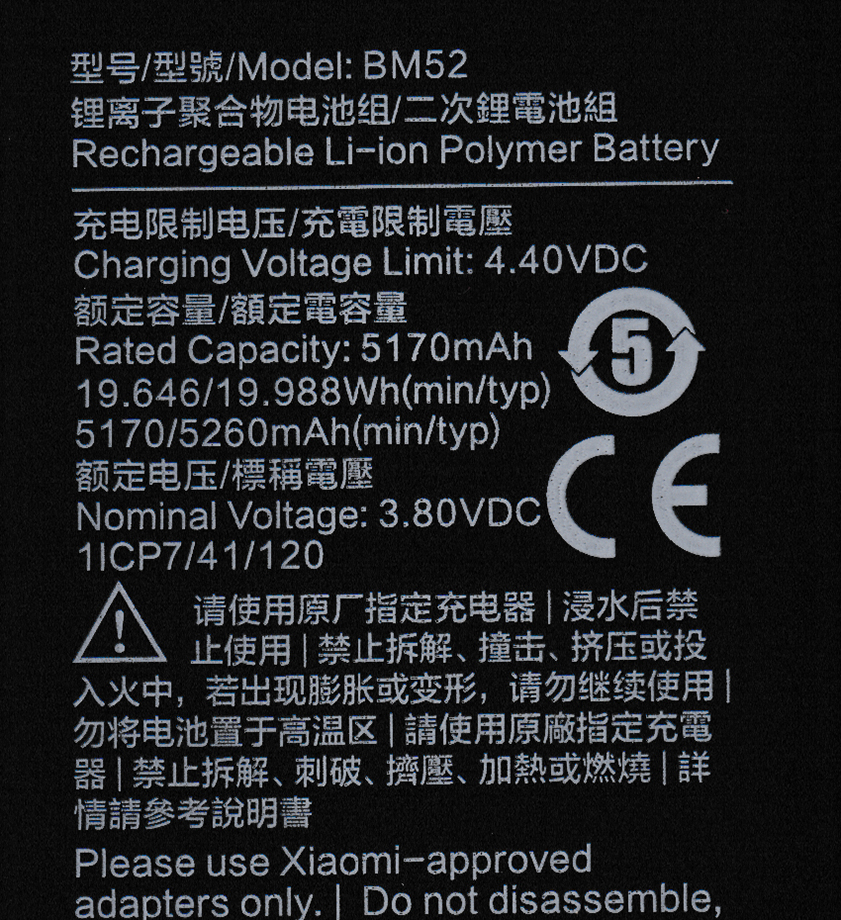 型号/型號/Model: BM52
锂离子聚合物电池组/二次鋰電池組
Rechargeable Li-ion Polymer Battery
充电限制电压/充電限制電壓
Charging Voltage Limit: 4.40VDC
额定容量/額定電容量
Rated Capacity: 5170mAh
19.646/19.988Wh(min/typ)
5170/5260mAh(min/typ)
5
额定电压/標稱電壓
Nominal Voltage: 3.80VDC
CE
1ICP7/41/120
请使用原厂指定充电器 | 浸水后禁
止使用 | 禁止拆解、撞击、挤压或投
入火中，若出现膨胀或变形，请勿继续使用 |
勿将电池置于高温区 | 請使用原廠指定充電
器 | 禁止拆解、刺破、擠壓、加熱或燃燒 | 詳
情請參考說明書
Please use Xiaomi-approved
adapters only. | Do not disassemble,